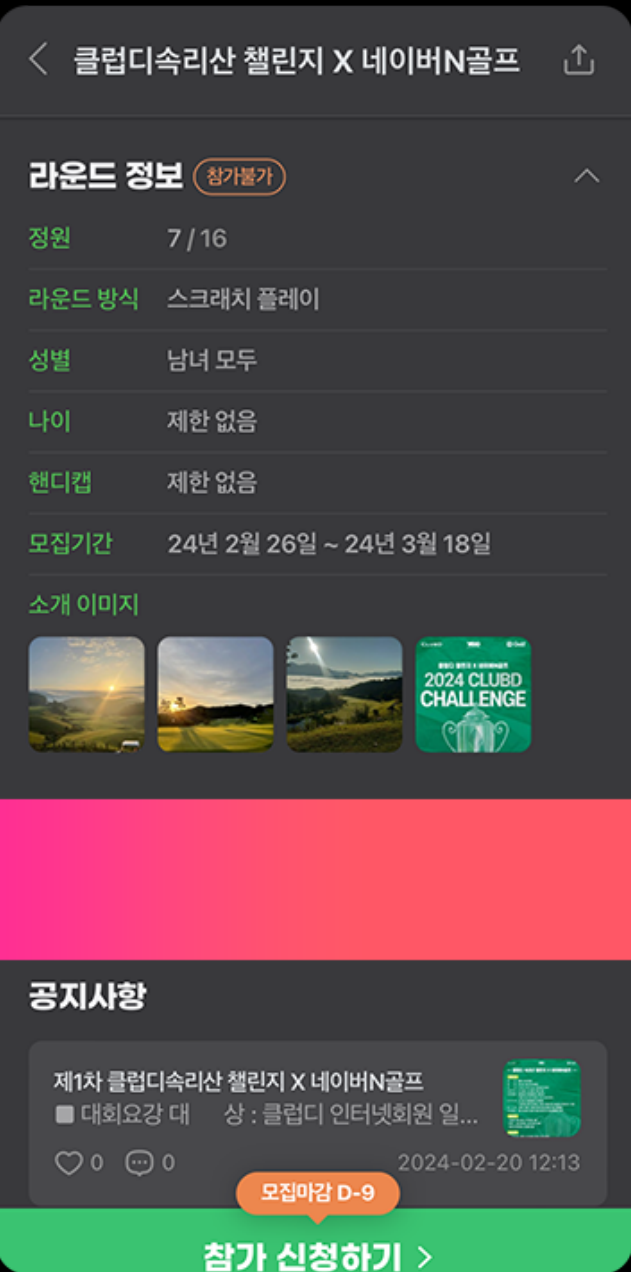 클럽디속리산 챌린지 X 네이버N골프
라운드 정보 참가불가
정원 7 / 16
라운드 방식 스크래치 플레이
성별 남녀 모두
나이 제한 없음
핸디캡 제한 없음
모집기간 24년 2월 26일 ~ 24년 3월 18일
소개 이미지
2024 CLUBD
CHALLENGE
공지사항
제1차 클럽디속리산 챌린지 X 네이버N골프
대회요강 대 상 : 클럽디 인터넷회원 일...
0 0 2024-02-20 12:13
모집마감 D-9
참가 신청하기 >